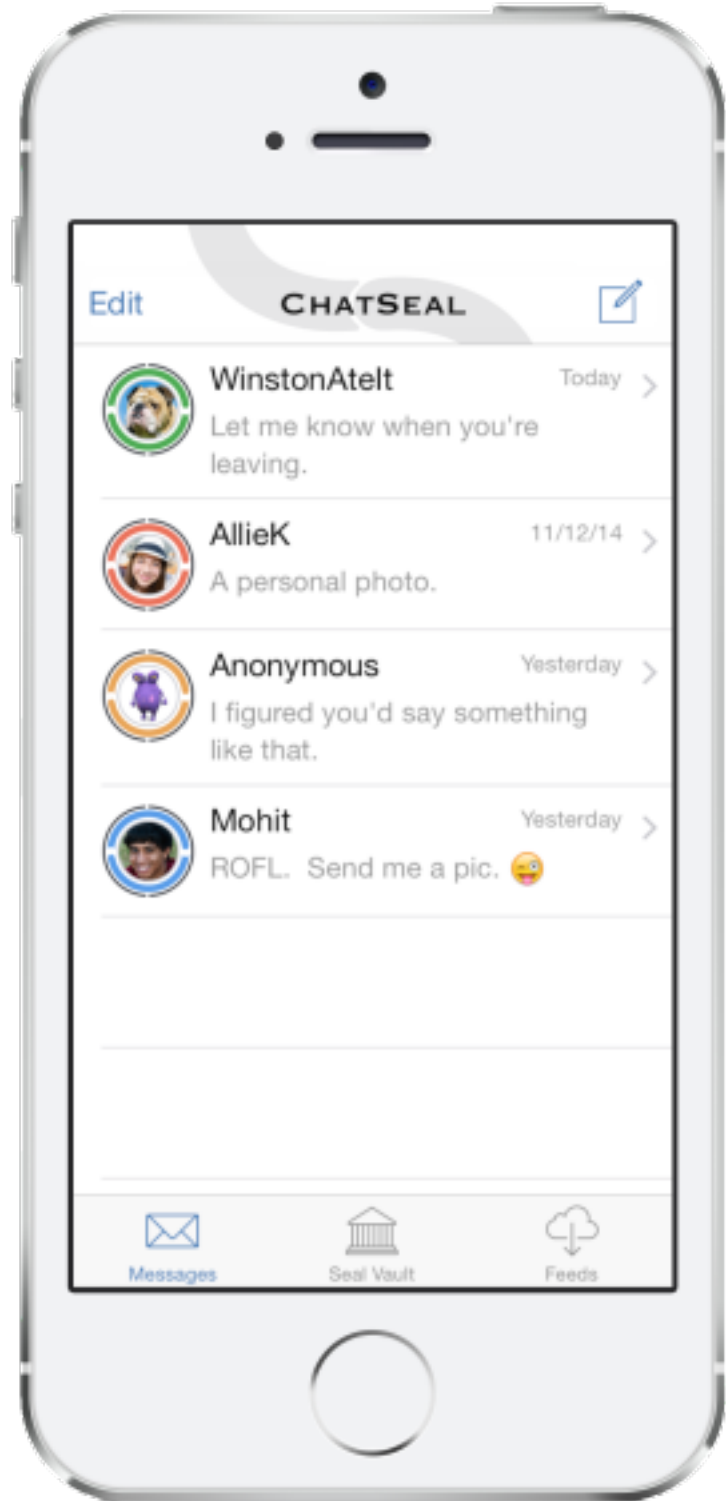 Edit CHATSEAL
WinstonAteIt Today
Let me know when you're
leaving.
AllieK 11/12/14
A personal photo.
Anonymous Yesterday
I figured you'd say something
like that.
Mohit Yesterday
ROFL. Send me a pic. 😜
Messages Seal Vault Feeds